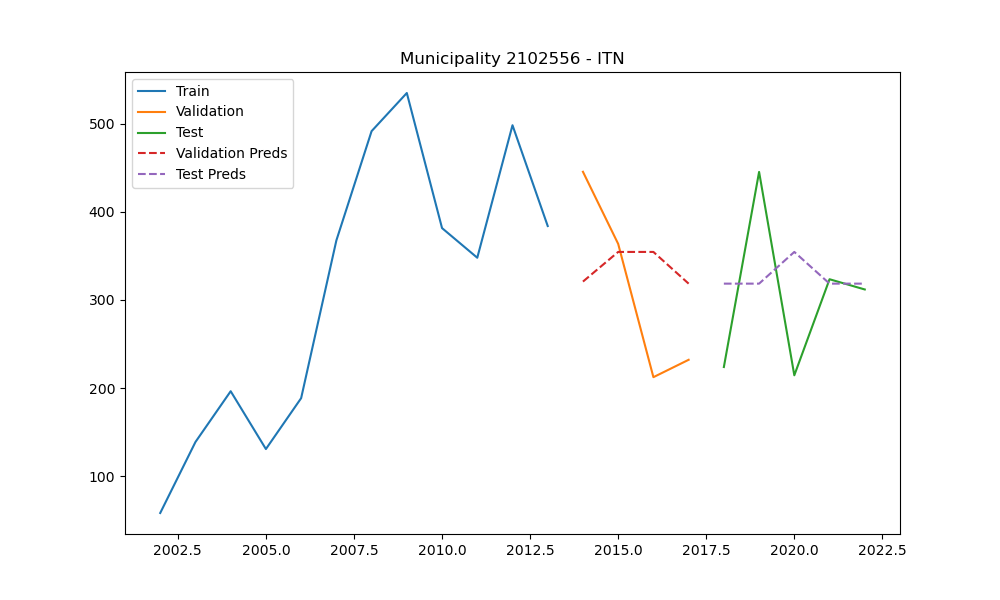 Municipality 2102556 - ITN
Train
Validation
Test
Validation Preds
Test Preds
500
400
300
200
100
2002.5 2005.0 2007.5 2010.0 2012.5 2015.0 2017.5 2020.0 2022.5